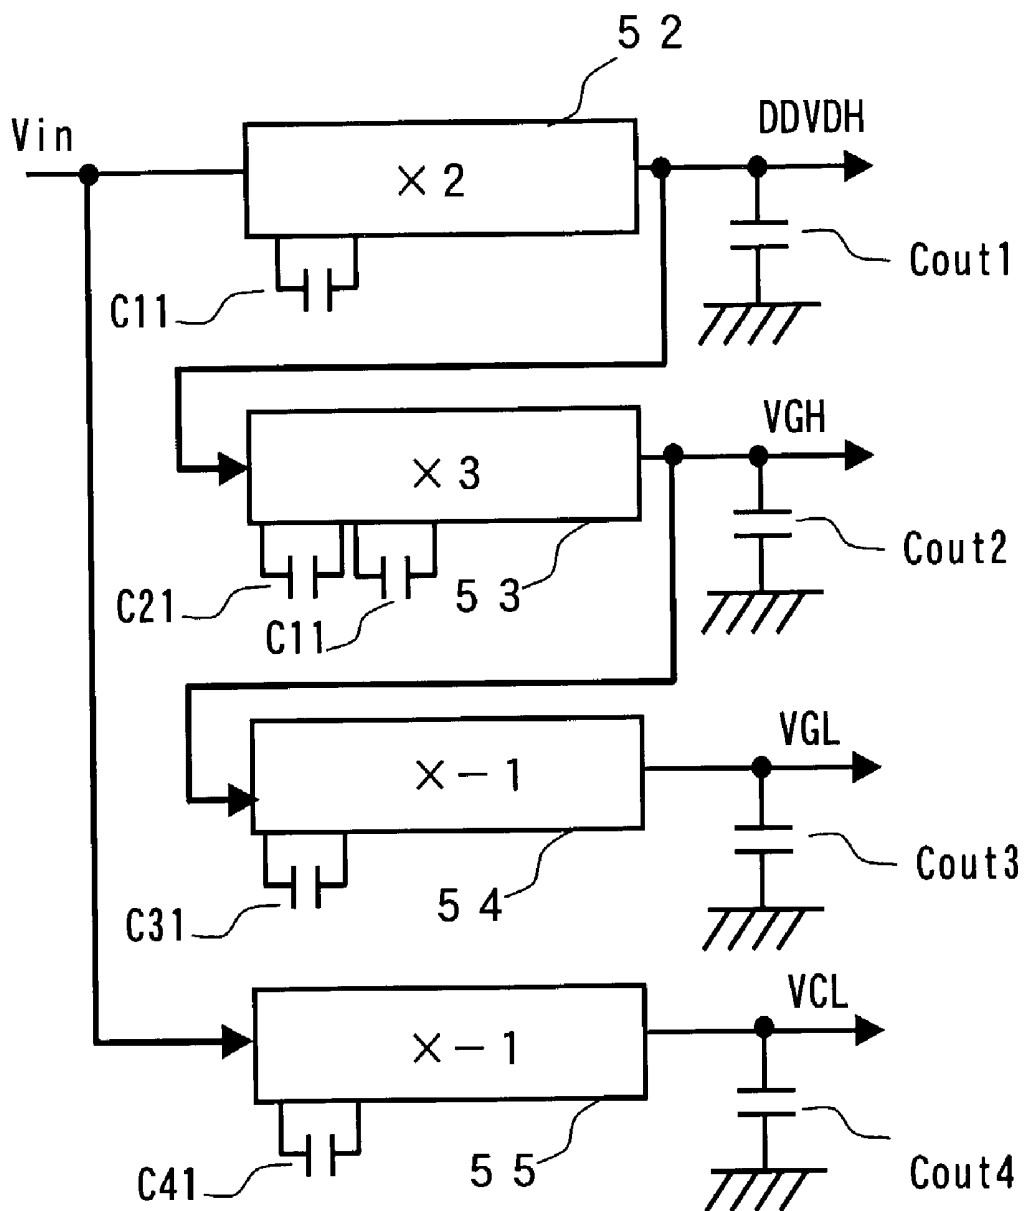 52
Vin
DDVDH
×2
Cout1
C11
VGH
×3
Cout2
C21
C11
53
VGL
×-1
Cout3
C31
54
VCL
×-1
C41
55
Cout4